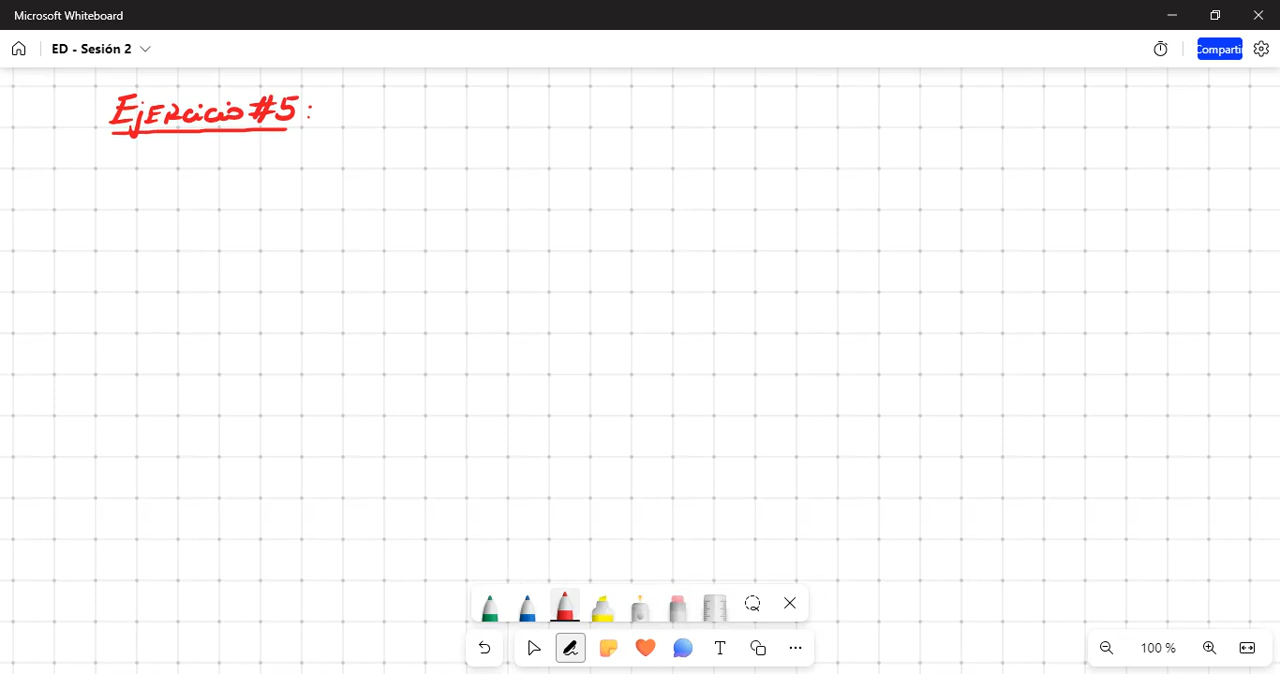 Microsoft Whiteboard
ED - Sesión 2
Comparti
Ejercicio #5:
T
100 %